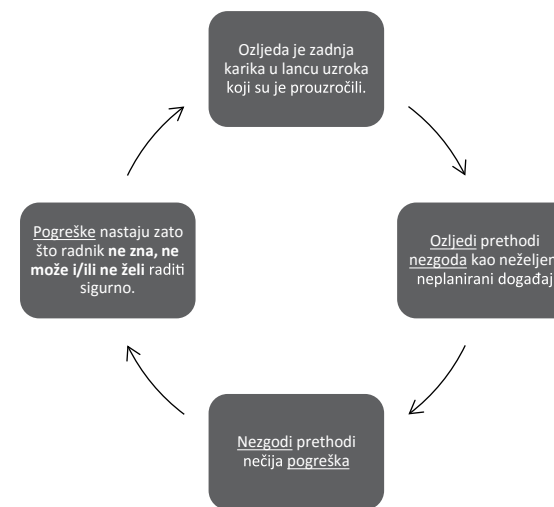 Ozljeda je zadnja
karika u lancu uzroka
koji su je prouzročili.
Ozljedi prethodi
nezgoda kao
neplanirani događaj
Nezgodi prethodi
nečija pogreška
Pogreške nastaju zato
što radnik ne zna, ne
može i/ili ne želi raditi
sigurno.